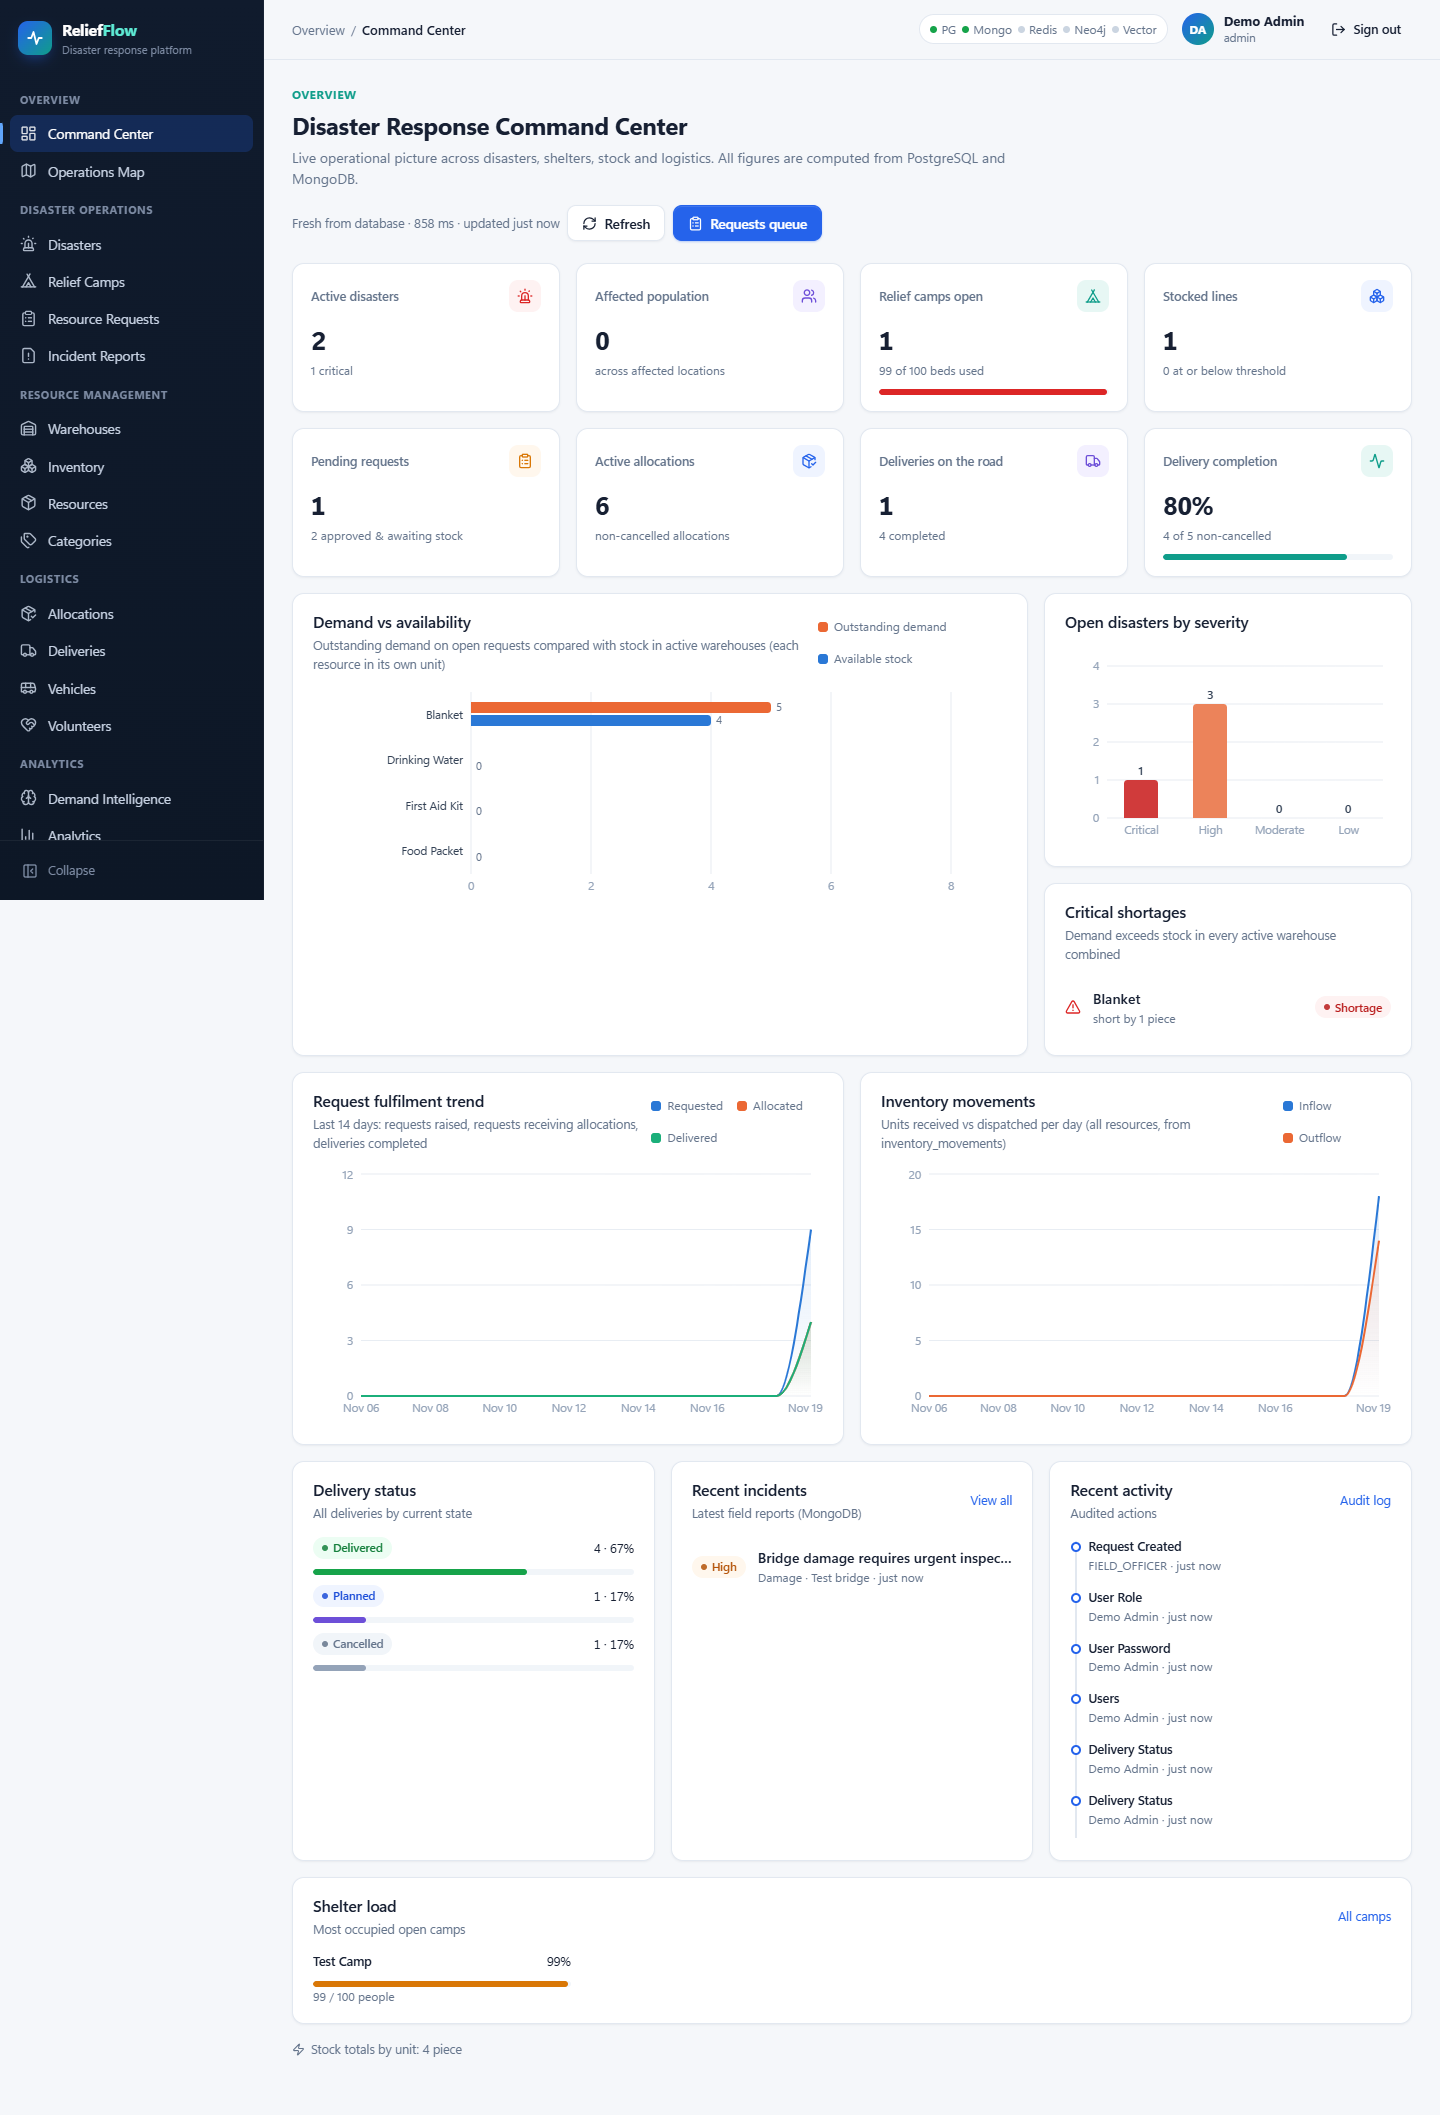 ReliefFlow
Disaster response platform
OVERVIEW
Command Center
Operations Map
DISASTER OPERATIONS
Disasters
Relief Camps
Resource Requests
Incident Reports
RESOURCE MANAGEMENT
Warehouses
Inventory
Resources
Categories
LOGISTICS
Allocations
Deliveries
Vehicles
Volunteers
ANALYTICS
Demand Intelligence
Analytics
Collapse
Overview / Command Center
PG Mongo Redis Neo4j Vector
DA
Demo Admin
admin
Sign out
OVERVIEW
Disaster Response Command Center
Live operational picture across disasters, shelters, stock and logistics. All figures are computed from PostgreSQL and
MongoDB.
Fresh from database · 858 ms · updated just now
Refresh
Requests queue
Active disasters
2
1 critical
Affected population
0
across affected locations
Relief camps open
1
99 of 100 beds used
Stocked lines
1
0 at or below threshold
Pending requests
1
2 approved & awaiting stock
Active allocations
6
non-cancelled allocations
Deliveries on the road
1
4 completed
Delivery completion
80%
4 of 5 non-cancelled
Demand vs availability
Outstanding demand on open requests compared with stock in active warehouses (each
resource in its own unit)
Outstanding demand
Available stock
Blanket
5
4
Drinking Water
0
First Aid Kit
0
Food Packet
0
0 2 4 6 8
Open disasters by severity
4
3
2
1
0
1
3
0
0
Critical High Moderate Low
Critical shortages
Demand exceeds stock in every active warehouse
combined
Blanket
short by 1 piece
Shortage
Request fulfilment trend
Last 14 days: requests raised, requests receiving allocations,
deliveries completed
Requested Allocated
Delivered
12
9
6
3
0
Nov 06 Nov 08 Nov 10 Nov 12 Nov 14 Nov 16 Nov 19
Inventory movements
Units received vs dispatched per day (all resources, from
inventory_movements)
Inflow
Outflow
20
15
10
5
0
Nov 06 Nov 08 Nov 10 Nov 12 Nov 14 Nov 16 Nov 19
Delivery status
All deliveries by current state
Delivered 4 · 67%
Planned 1 · 17%
Cancelled 1 · 17%
Recent incidents
Latest field reports (MongoDB)
View all
High
Bridge damage requires urgent inspec...
Damage · Test bridge · just now
Recent activity
Audited actions
Audit log
Request Created
FIELD_OFFICER · just now
User Role
Demo Admin · just now
User Password
Demo Admin · just now
Users
Demo Admin · just now
Delivery Status
Demo Admin · just now
Delivery Status
Demo Admin · just now
Shelter load
Most occupied open camps
All camps
Test Camp 99%
99 / 100 people
Stock totals by unit: 4 piece